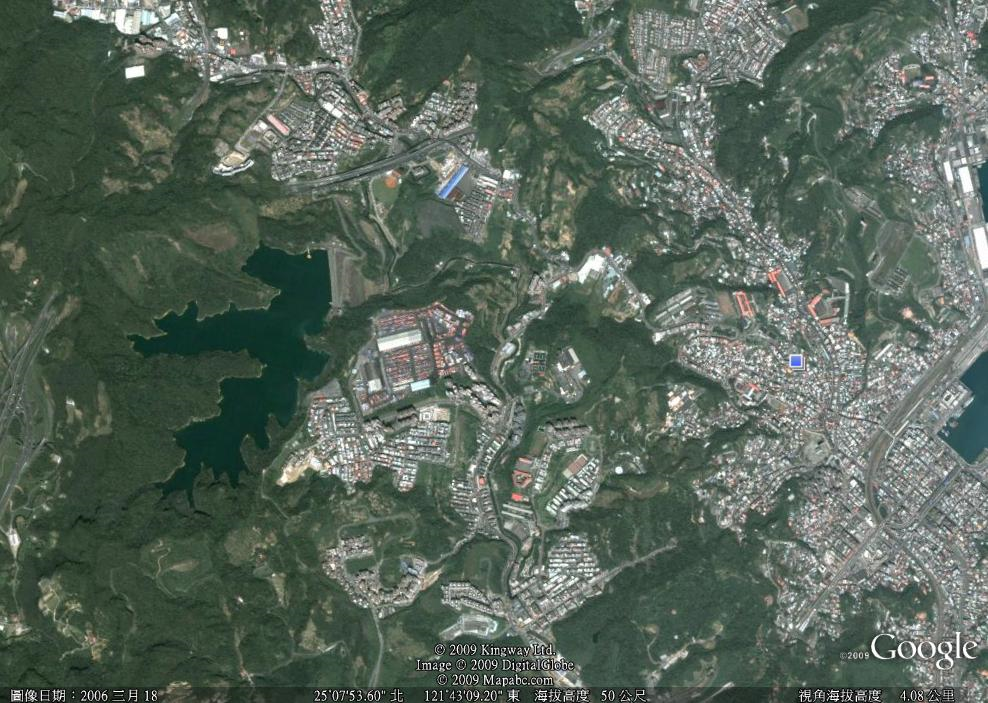 © 2009 Kingway Ltd.
Image © 2009 DigitalGlobe
© 2009 Mapabc.com
©2009 Google
圖像日期：2006 三月 18 25°07'53.60" 北 121°43'09.20" 東 海拔高度 50 公尺 視角海拔高度 4.08 公里